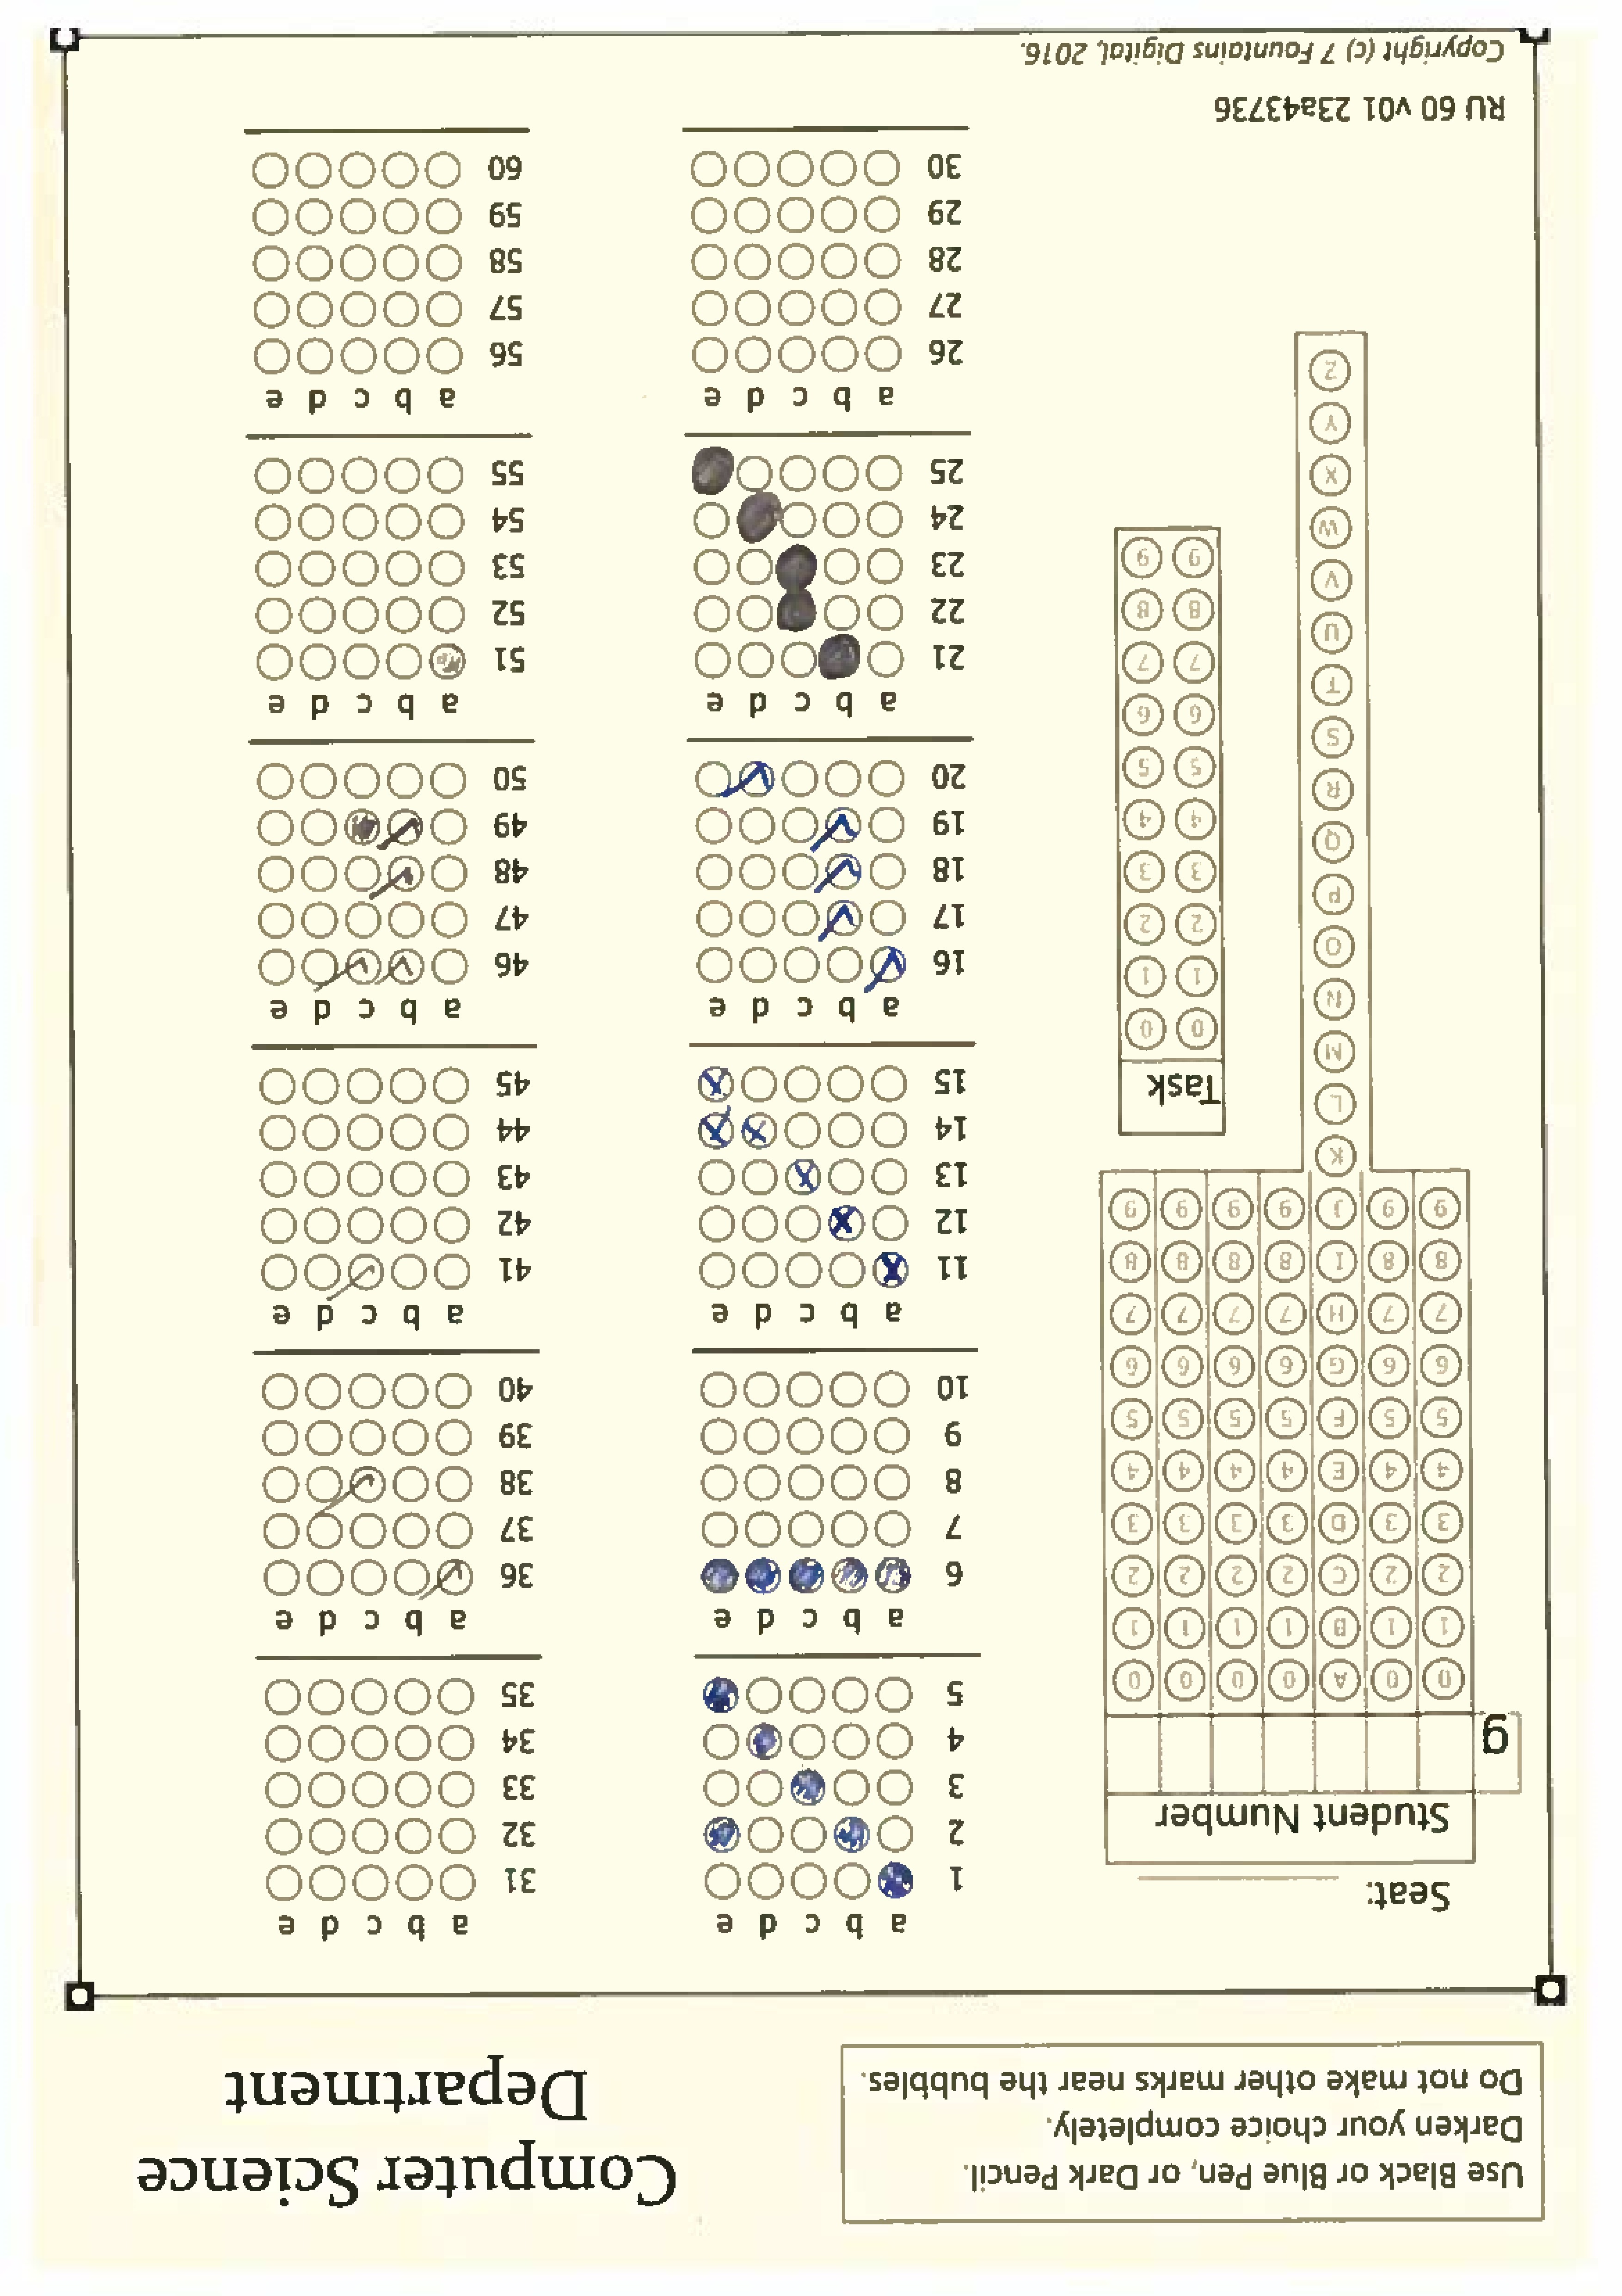 Use Black or Blue Pen, or Dark Pencil.
Darken your choice completely.
Do not make other marks near the bubbles.
Computer Science
Department
Seat:
Student Number
g
0 0 A 0 0 0 0
1 1 B 1 1 1 1
2 2 C 2 2 2 2
3 3 D 3 3 3 3
4 4 E 4 4 4 4
5 5 F 5 5 5 5
6 6 G 6 6 6 6
7 7 H 7 7 7 7
8 8 I 8 8 8 8
9 9 J 9 9 9 9
K
L
M
N
O
P
Q
R
S
T
U
V
W
X
Y
Z
Task
0 0
1 1
2 2
3 3
4 4
5 5
6 6
7 7
8 8
9 9
RU 60 v01 23a43736
Copyright (c) 7 Fountains Digital, 2016.
a b c d e
1
2
3
4
5
a b c d e
6
7
8
9
10
a b c d e
11
12
13
14
15
a b c d e
16
17
18
19
20
a b c d e
21
22
23
24
25
a b c d e
26
27
28
29
30
a b c d e
31
32
33
34
35
a b c d e
36
37
38
39
40
a b c d e
41
42
43
44
45
a b c d e
46
47
48
49
50
a b c d e
51
52
53
54
55
a b c d e
56
57
58
59
60